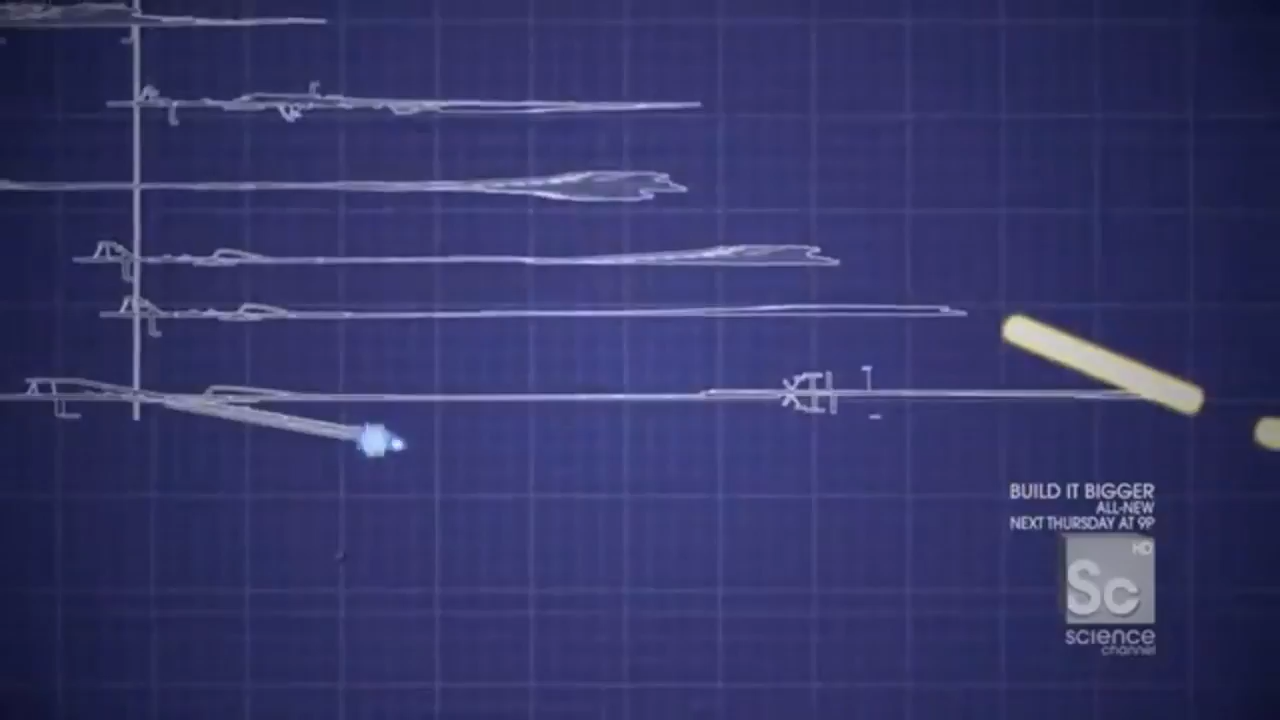 BUILD IT BIGGER
ALL-NEW
NEXT THURSDAY AT 9P
HD
Sc
science
channel